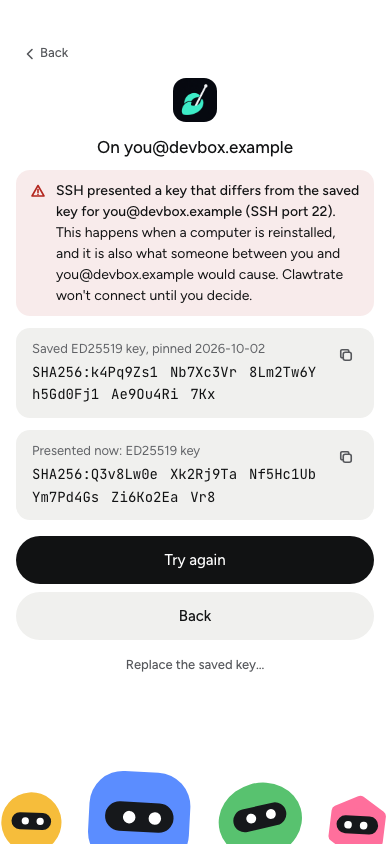 Back
On you@devbox.example
SSH presented a key that differs from the saved
key for you@devbox.example (SSH port 22).
This happens when a computer is reinstalled,
and it is also what someone between you and
you@devbox.example would cause. Clawtrate
won't connect until you decide.
Saved ED25519 key, pinned 2026-10-02
SHA256:k4Pq9Zs1 Nb7Xc3Vr 8Lm2Tw6Y
h5Gd0Fj1 Ae9Ou4Ri 7Kx
Presented now: ED25519 key
SHA256:Q3v8Lw0e Xk2Rj9Ta Nf5Hc1Ub
Ym7Pd4Gs Zi6Ko2Ea Vr8
Try again
Back
Replace the saved key...